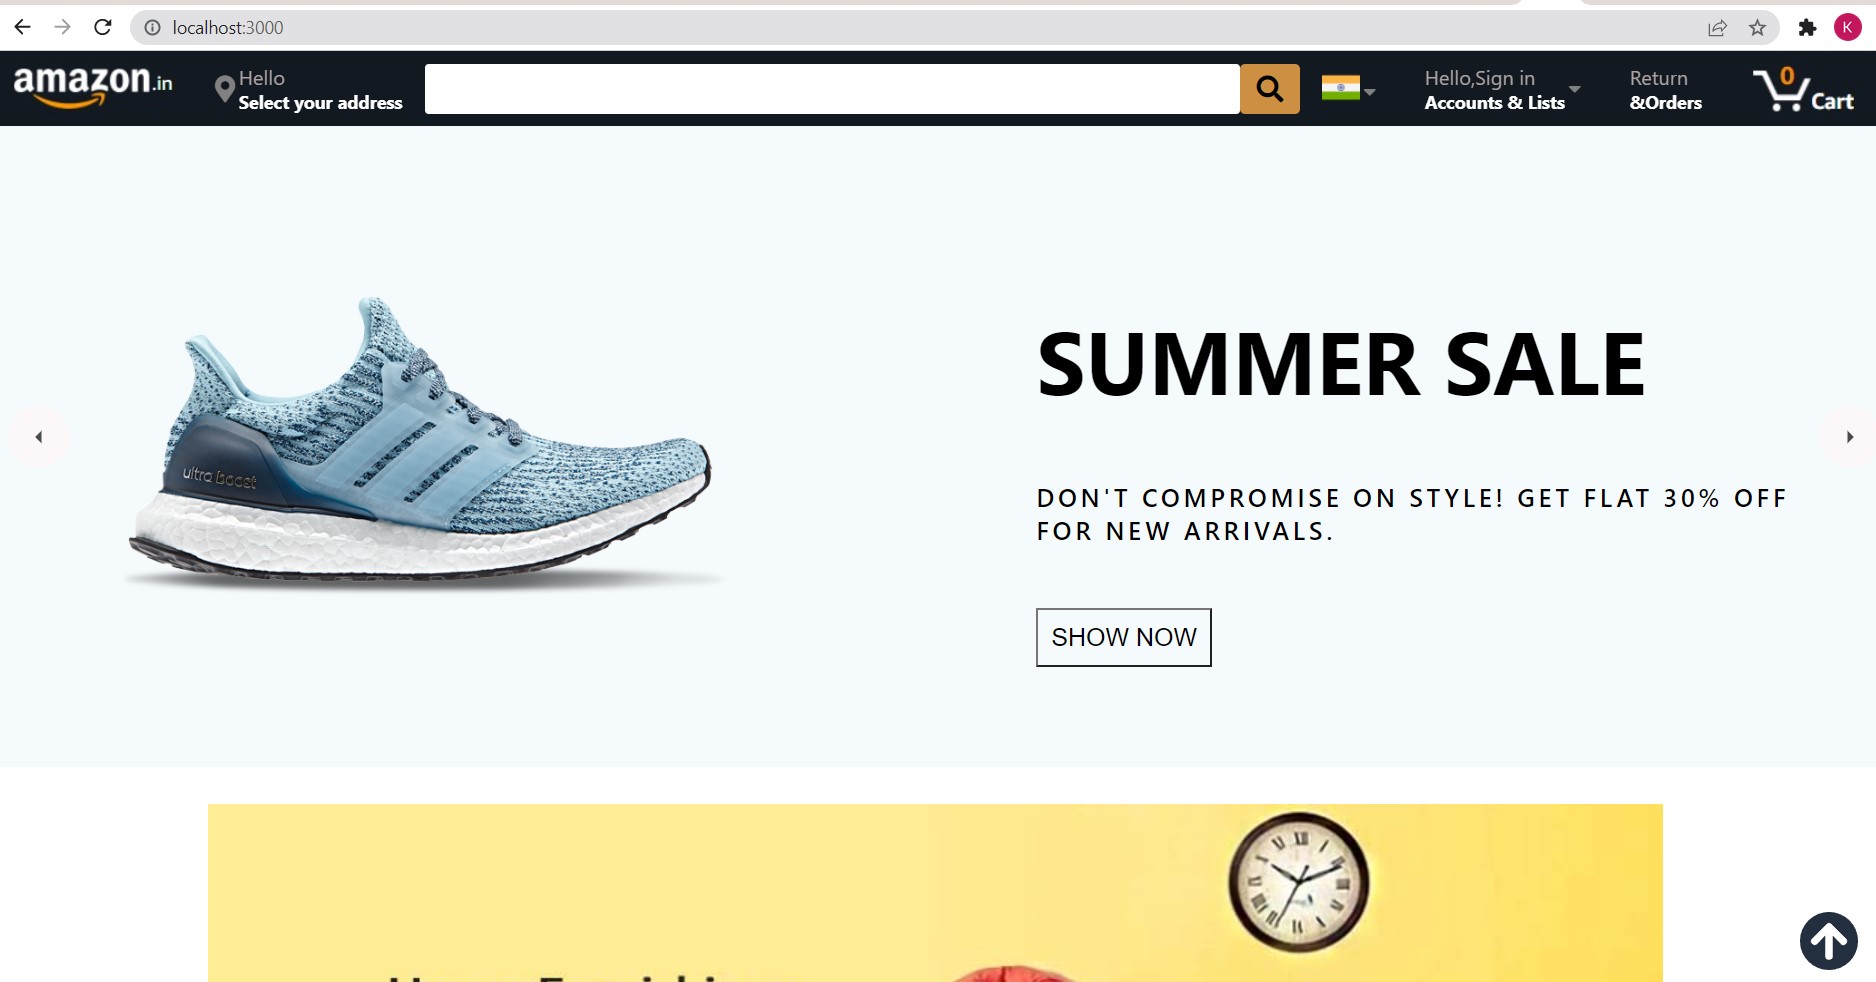 localhost:3000
K
amazon.in
Hello
Select your address
Hello,Sign in
Accounts & Lists
Return
&Orders
0
Cart
SUMMER SALE
ultra boost
DON'T COMPROMISE ON STYLE! GET FLAT 30% OFF
FOR NEW ARRIVALS.
SHOW NOW